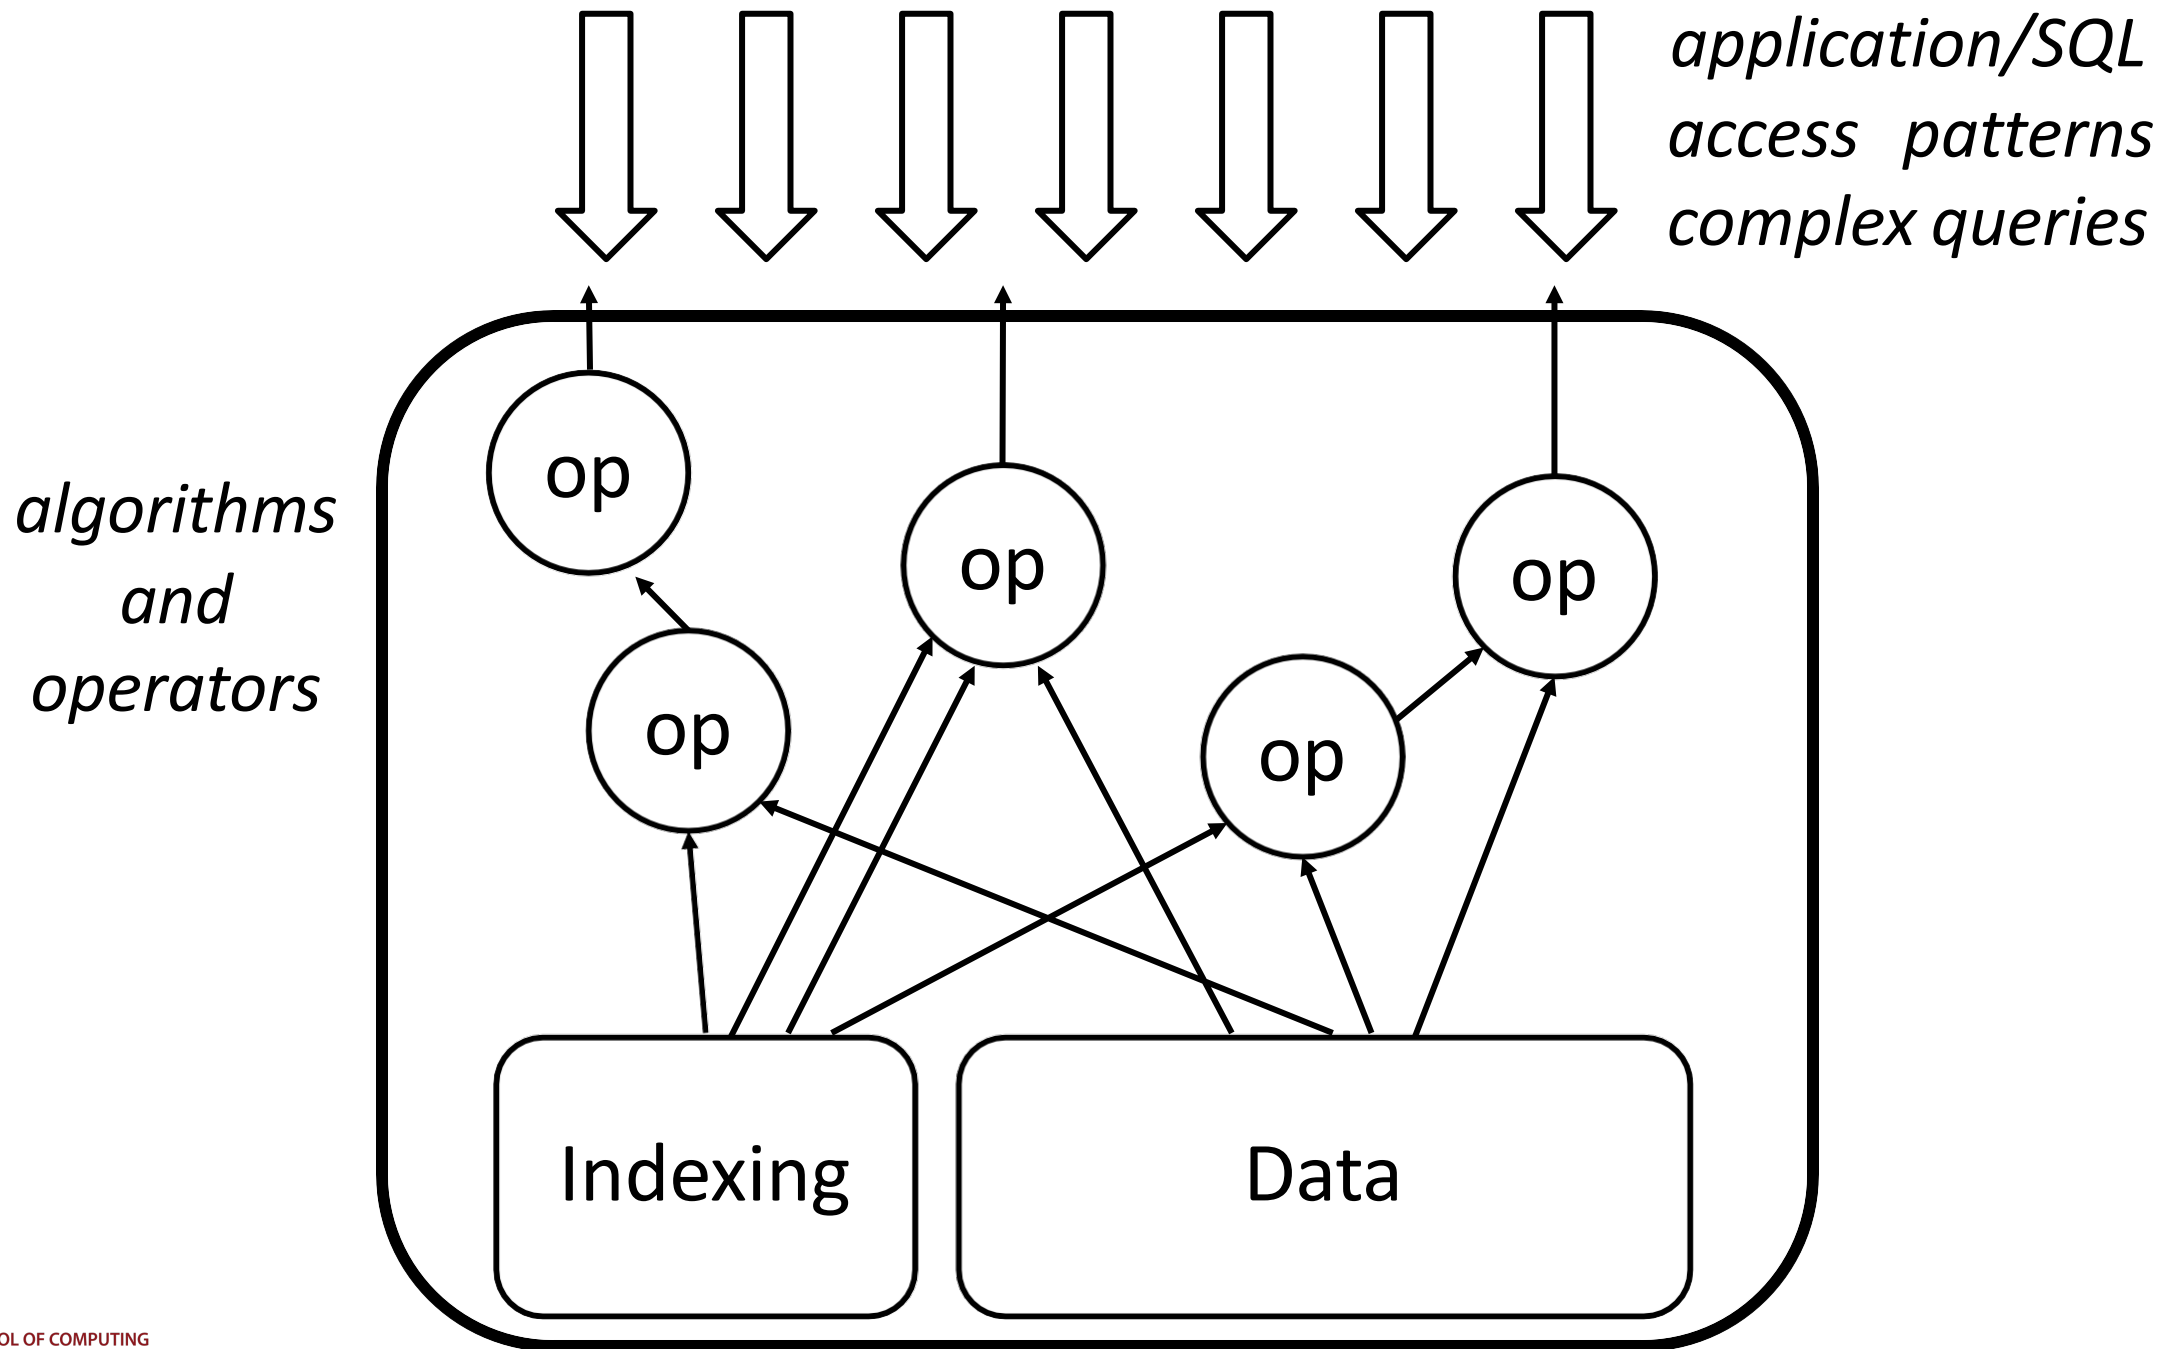 application/SQL
access patterns
complex queries
algorithms
and
operators
op
op
op
op
op
Indexing
Data
OL OF COMPUTING